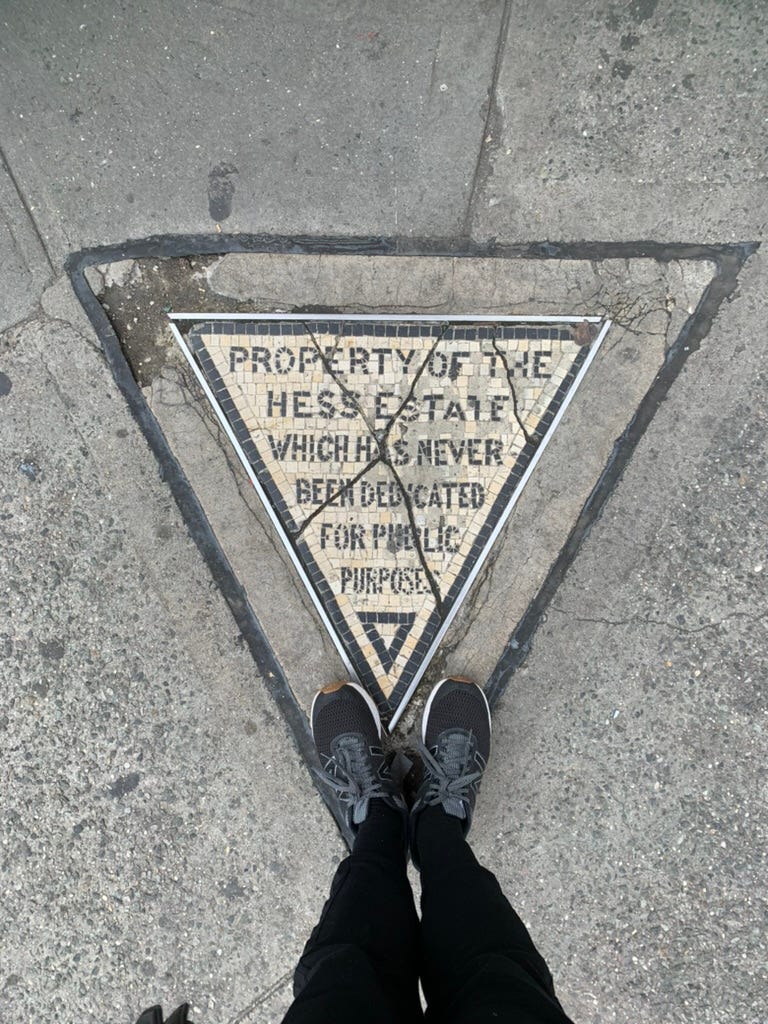 PROPERTY OF THE
HESS ESTATE
WHICH HAS NEVER
BEEN DEDICATED
FOR PUBLIC
PURPOSES